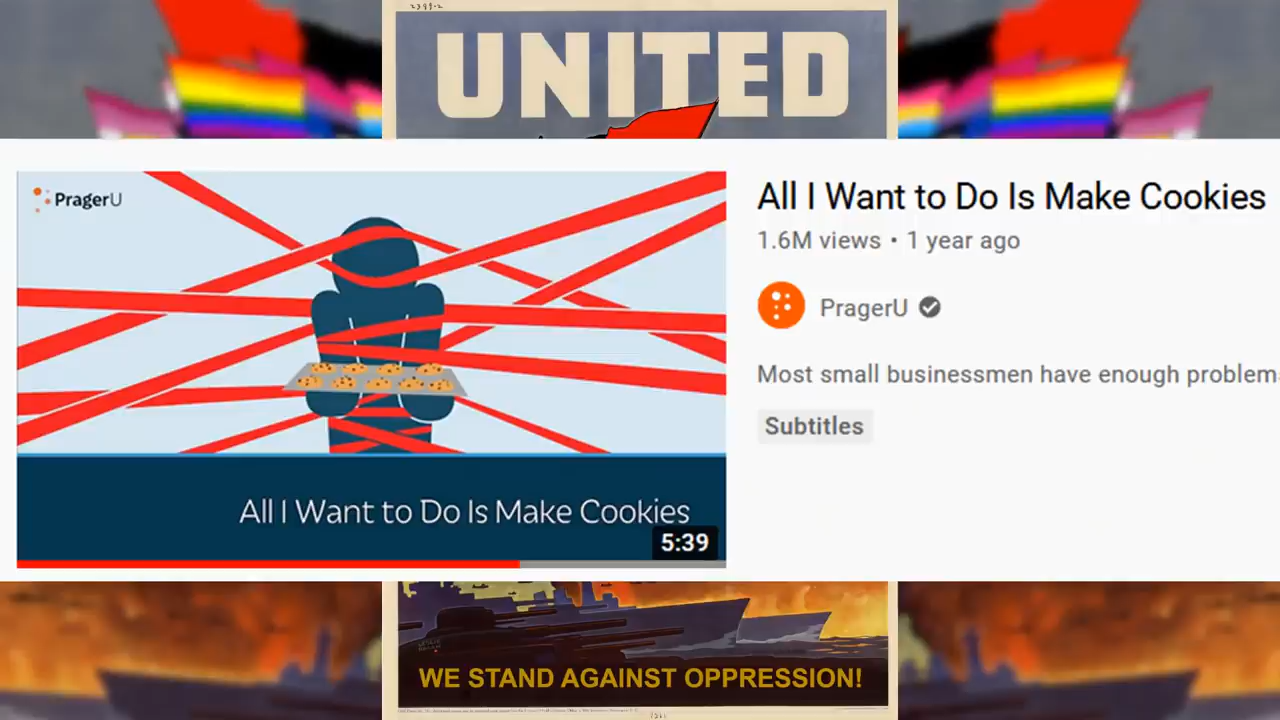 UNITED
PragerU
All I Want to Do Is Make Cookies
5:39
All I Want to Do Is Make Cookies
1.6M views • 1 year ago
PragerU
Most small businessmen have enough problem
Subtitles
WE STAND AGAINST OPPRESSION!